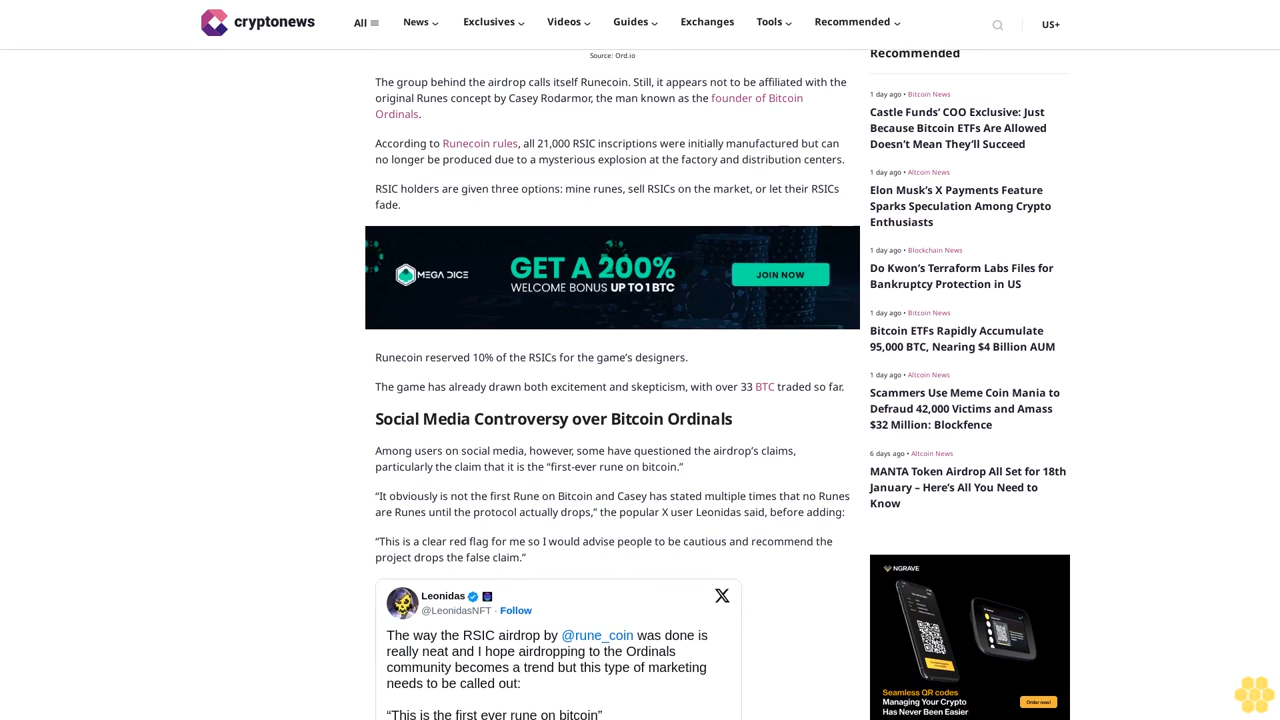 cryptonews
All
News
Exclusives
Videos
Guides
Exchanges
Tools
Recommended
US+
Source: Ord.io
The group behind the airdrop calls itself Runecoin. Still, it appears not to be affiliated with the
original Runes concept by Casey Rodarmor, the man known as the founder of Bitcoin
Ordinals.
According to Runecoin rules, all 21,000 RSIC inscriptions were initially manufactured but can
no longer be produced due to a mysterious explosion at the factory and distribution centers.
RSIC holders are given three options: mine runes, sell RSICs on the market, or let their RSICs
fade.
MEGA DICE
GET A 200%
WELCOME BONUS UP TO 1 BTC
JOIN NOW
Runecoin reserved 10% of the RSICs for the game’s designers.
The game has already drawn both excitement and skepticism, with over 33 BTC traded so far.
Social Media Controversy over Bitcoin Ordinals
Among users on social media, however, some have questioned the airdrop’s claims,
particularly the claim that it is the “first-ever rune on bitcoin.”
“It obviously is not the first Rune on Bitcoin and Casey has stated multiple times that no Runes
are Runes until the protocol actually drops,” the popular X user Leonidas said, before adding:
“This is a clear red flag for me so I would advise people to be cautious and recommend the
project drops the false claim.”
Leonidas
@LeonidasNFT · Follow
The way the RSIC airdrop by @rune_coin was done is
really neat and I hope airdropping to the Ordinals
community becomes a trend but this type of marketing
needs to be called out:
“This is the first ever rune on bitcoin”
Recommended
1 day ago • Bitcoin News
Castle Funds’ COO Exclusive: Just
Because Bitcoin ETFs Are Allowed
Doesn’t Mean They’ll Succeed
1 day ago • Altcoin News
Elon Musk’s X Payments Feature
Sparks Speculation Among Crypto
Enthusiasts
1 day ago • Blockchain News
Do Kwon’s Terraform Labs Files for
Bankruptcy Protection in US
1 day ago • Bitcoin News
Bitcoin ETFs Rapidly Accumulate
95,000 BTC, Nearing $4 Billion AUM
1 day ago • Altcoin News
Scammers Use Meme Coin Mania to
Defraud 42,000 Victims and Amass
$32 Million: Blockfence
6 days ago • Altcoin News
MANTA Token Airdrop All Set for 18th
January – Here’s All You Need to
Know
NGRAVE
Seamless QR codes
Managing Your Crypto
Has Never Been Easier
Order now!